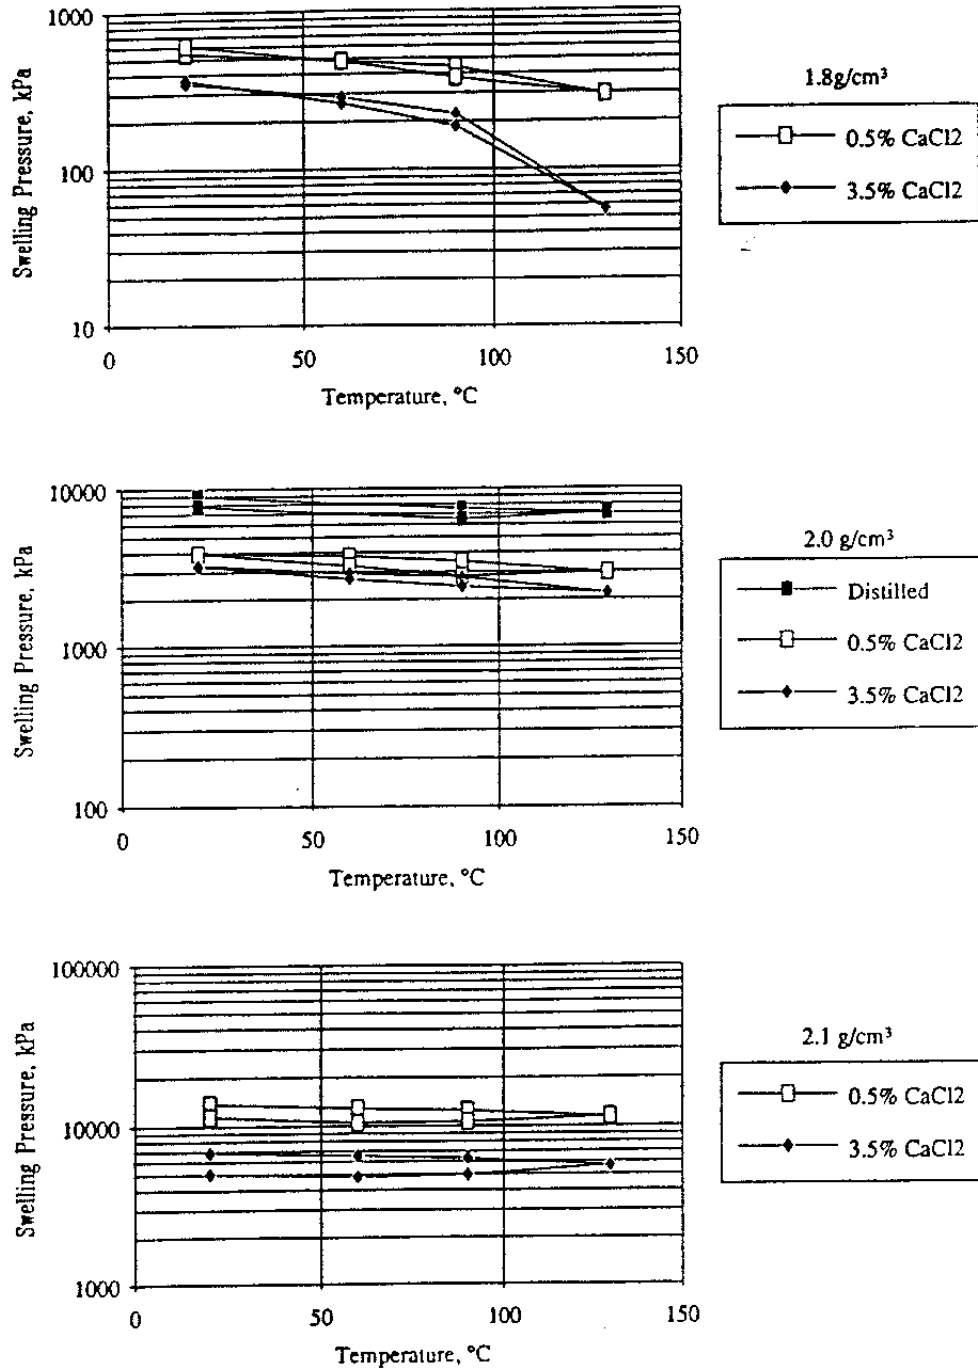 1000
100
10
Swelling Pressure, kPa
0
50
100
150
Temperature, °C
1.8g/cm³
0.5% CaCl2
3.5% CaCl2
10000
1000
100
Swelling Pressure, kPa
0
50
100
150
Temperature, °C
2.0 g/cm³
Distilled
0.5% CaCl2
3.5% CaCl2
100000
10000
1000
Swelling Pressure, kPa
0
50
100
150
Temperature, °C
2.1 g/cm³
0.5% CaCl2
3.5% CaCl2